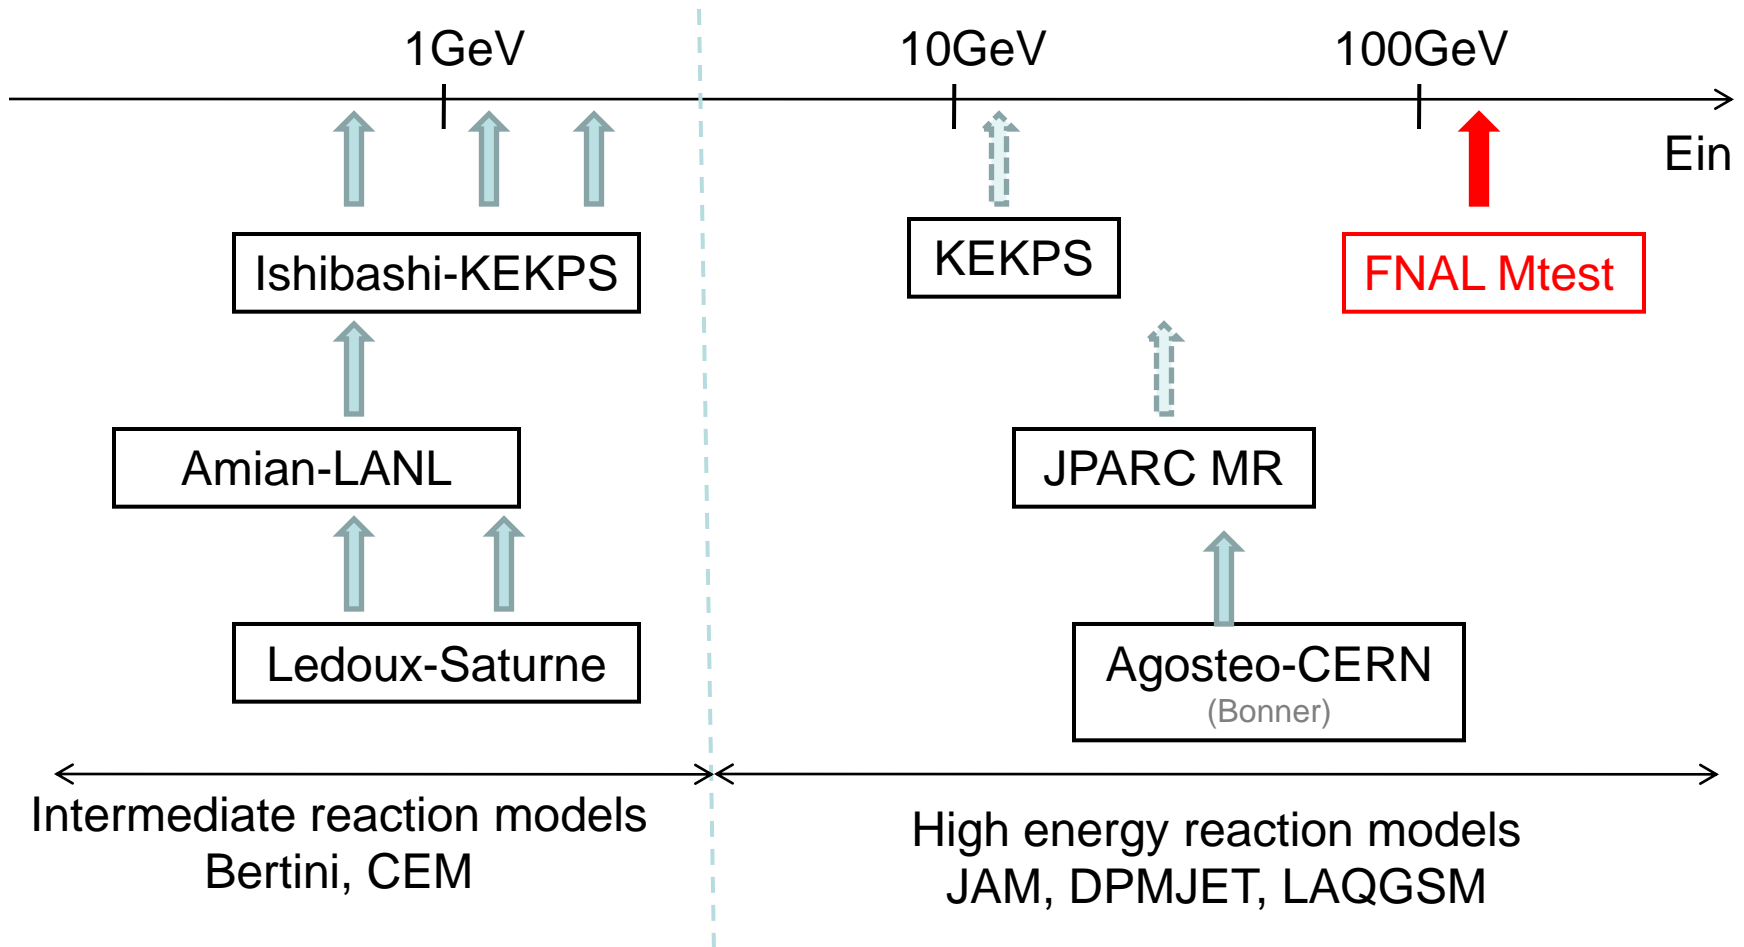 1GeV
10GeV
100GeV
Ein
Ishibashi-KEKPS
KEKPS
FNAL Mtest
Amian-LANL
JPARC MR
Ledoux-Saturne
Agosteo-CERN
(Bonner)
Intermediate reaction models
Bertini, CEM
High energy reaction models
JAM, DPMJET, LAQGSM